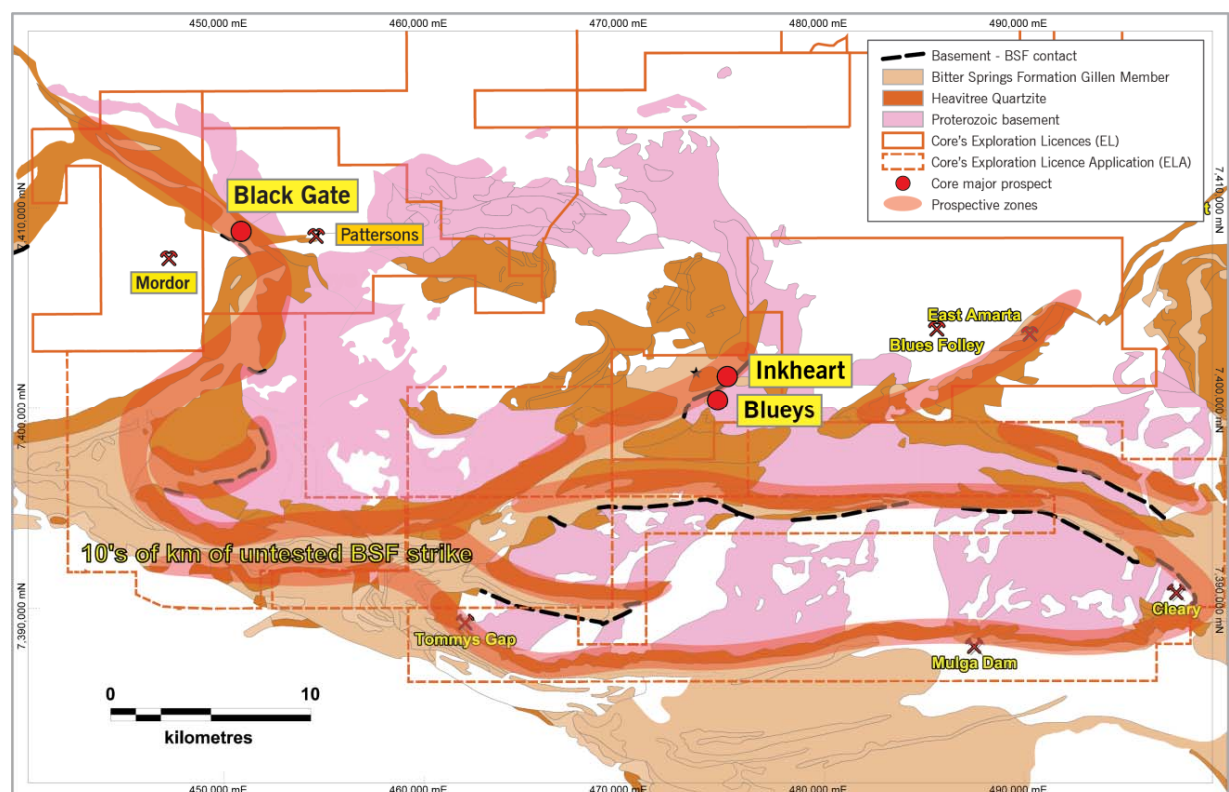 450,000 mE
460,000 mE
470,000 mE
480,000 mE
490,000 mE
Basement - BSF contact
Bitter Springs Formation Gillen Member
Heavitree Quartzite
Proterozoic basement
Core's Exploration Licences (EL)
Core's Exploration Licence Application (ELA)
Core major prospect
Prospective zones
7,410,000 mN
7,410,000 mN
Black Gate
Pattersons
Mordor
East Amarta
Blues Folley
Inkheart
Blueys
7,400,000 mN
7,400,000 mN
10's of km of untested BSF strike
7,390,000 mN
7,390,000 mN
Cleary
Tommys Gap
Mulga Dam
0
10
kilometres
450,000 mE
460,000 mE
470,000 mE
480,000 mE
490,000 mE